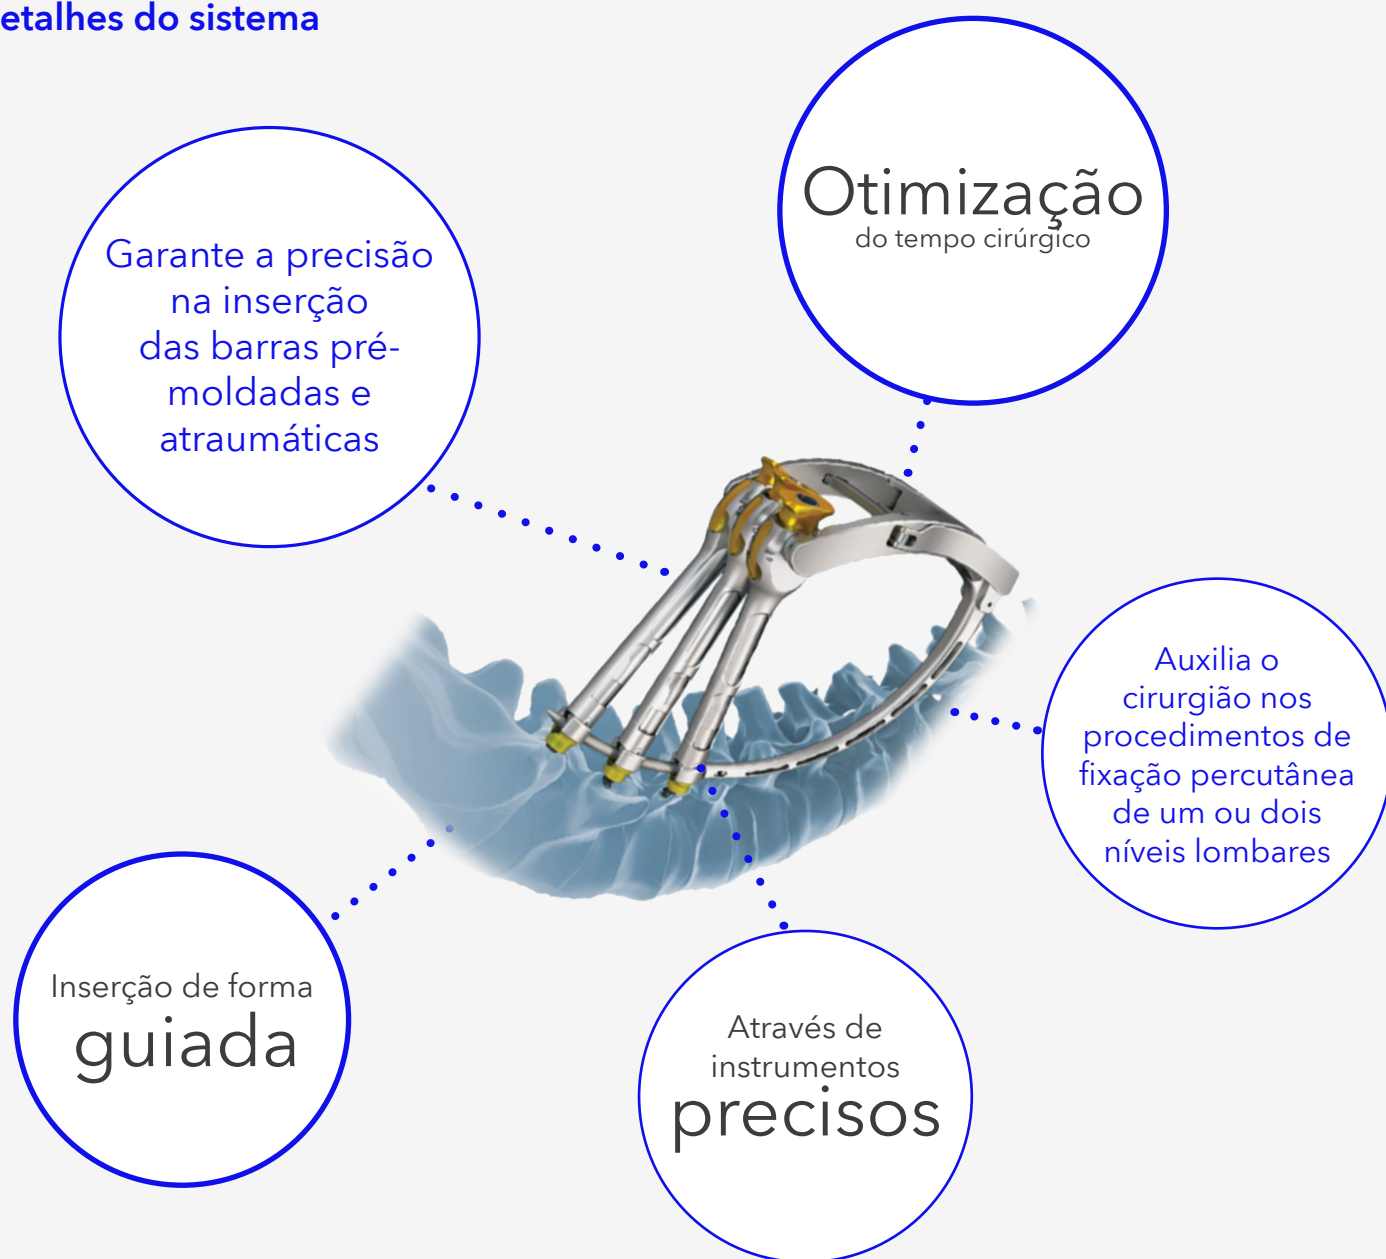 etalhes do sistema
Otimização
do tempo cirúrgico
Garante a precisão
na inserção
das barras pré-
moldadas e
atraumáticas
Auxilia o
cirurgião nos
procedimentos de
fixação percutânea
de um ou dois
níveis lombares
Inserção de forma
guiada
Através de
instrumentos
precisos